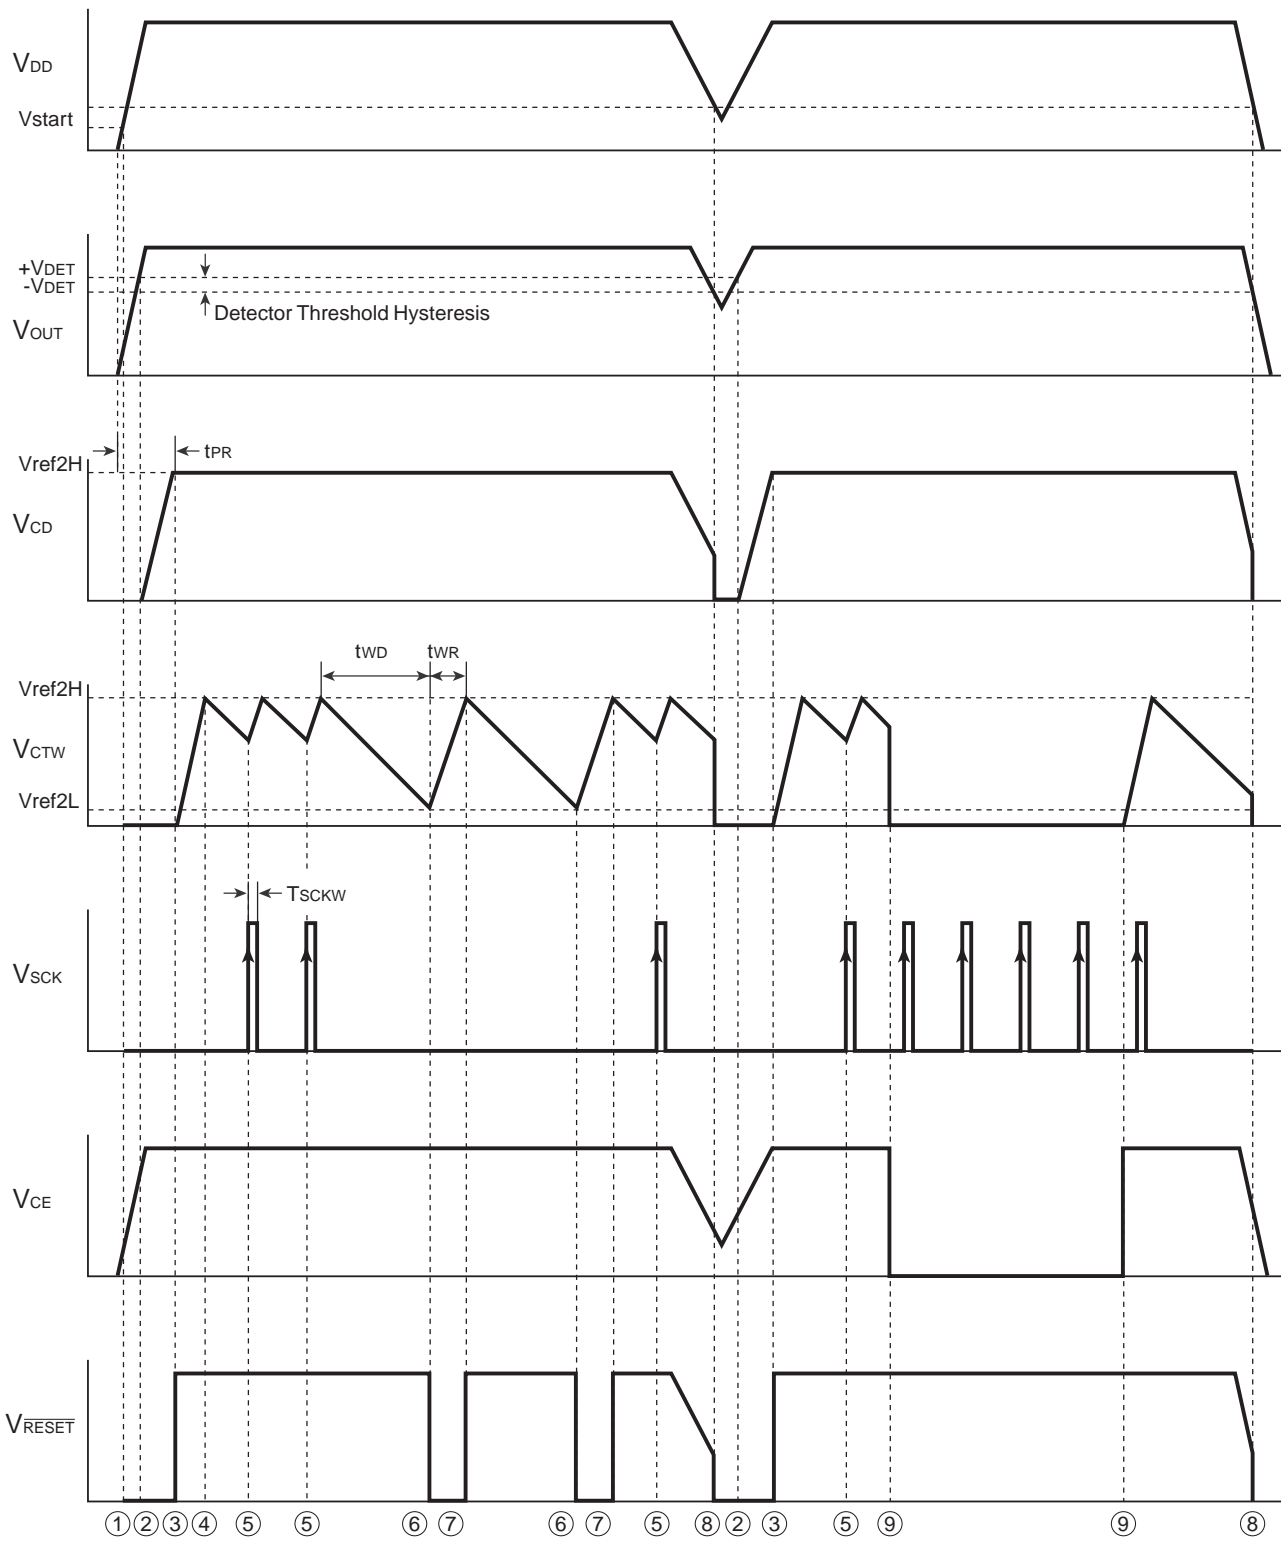 VDD
Vstart
+VDET
-VDET
Detector Threshold Hysteresis
VOUT
tPR
Vref2H
VCD
tWD
tWR
Vref2H
VCTW
Vref2L
TSCKW
VSCK
VCE
VRESET
① ② ③ ④ ⑤ ⑤ ⑥ ⑦ ⑥ ⑦ ⑤ ⑧ ② ③ ⑤ ⑨ ⑨ ⑧